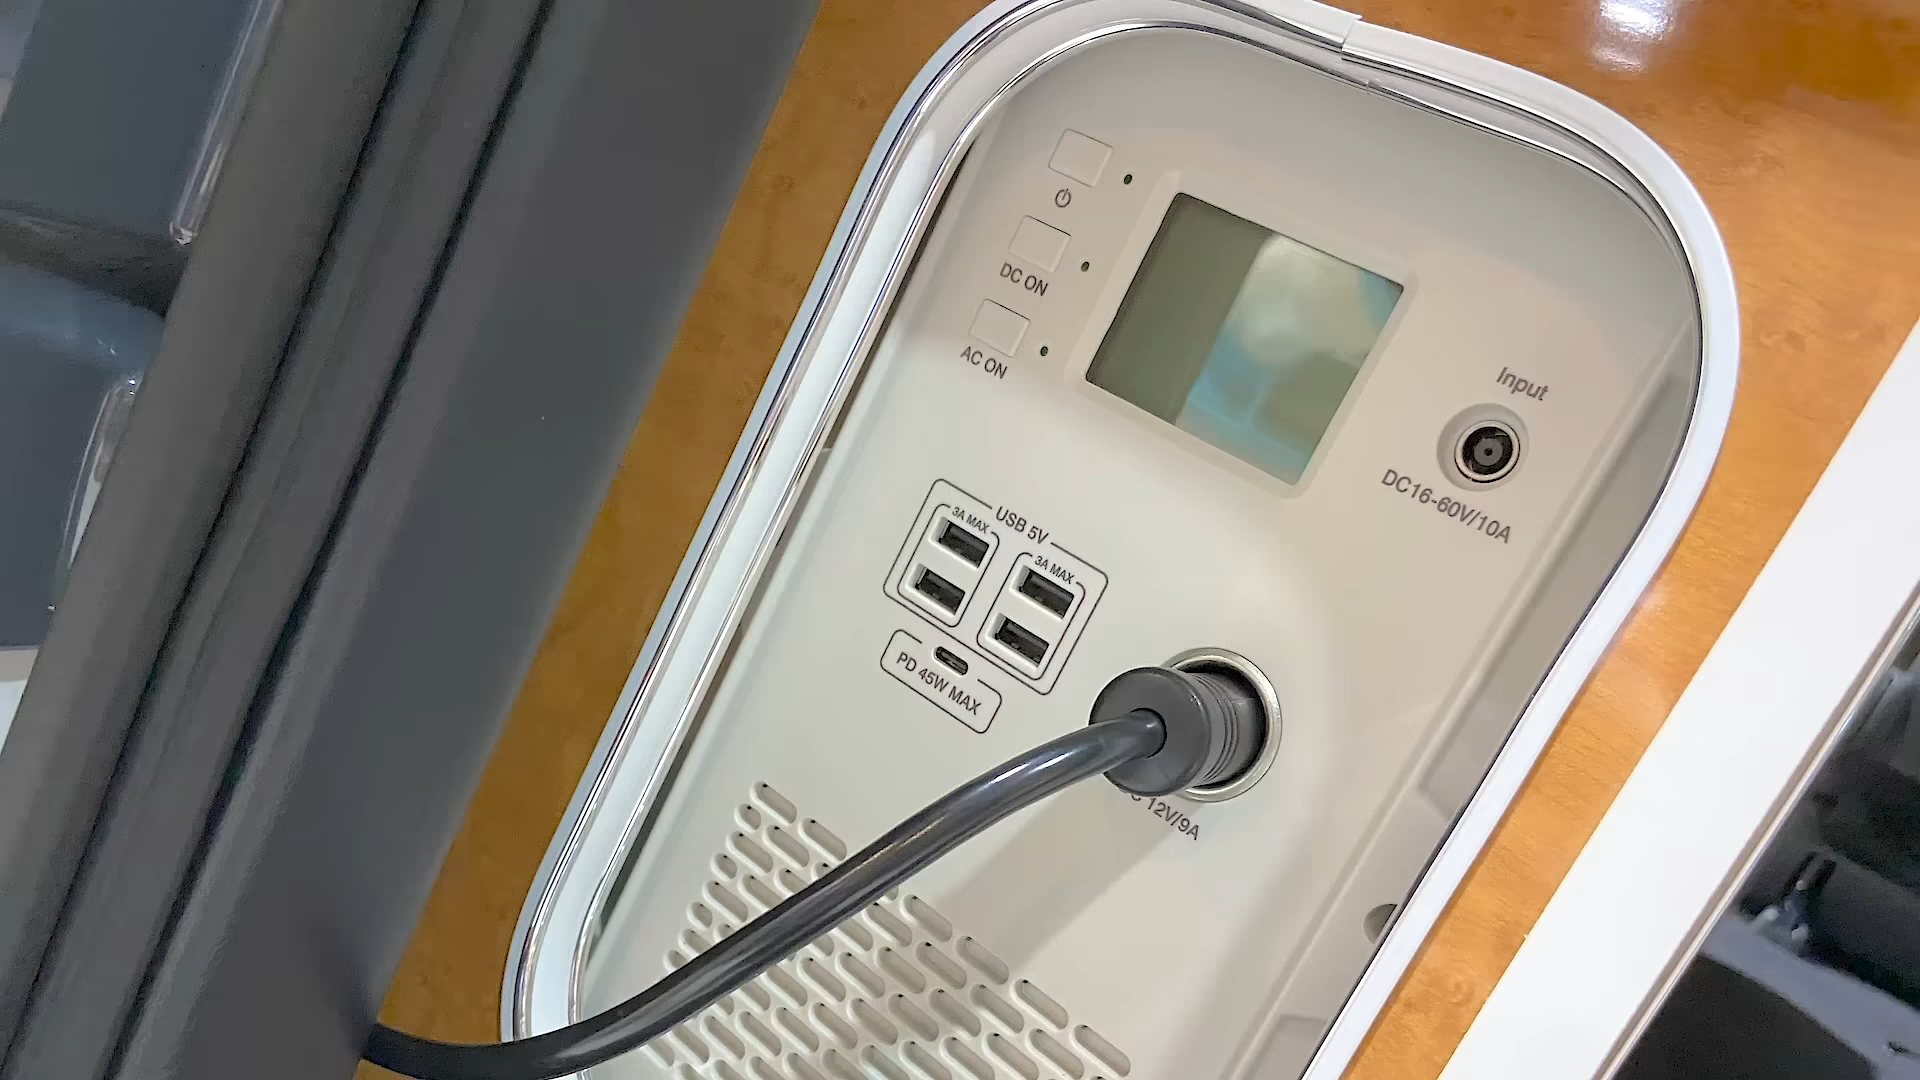 DC ON
AC ON
Input
DC16-60V/10A
USB 5V
3A MAX
3A MAX
PD 45W MAX
12V/9A